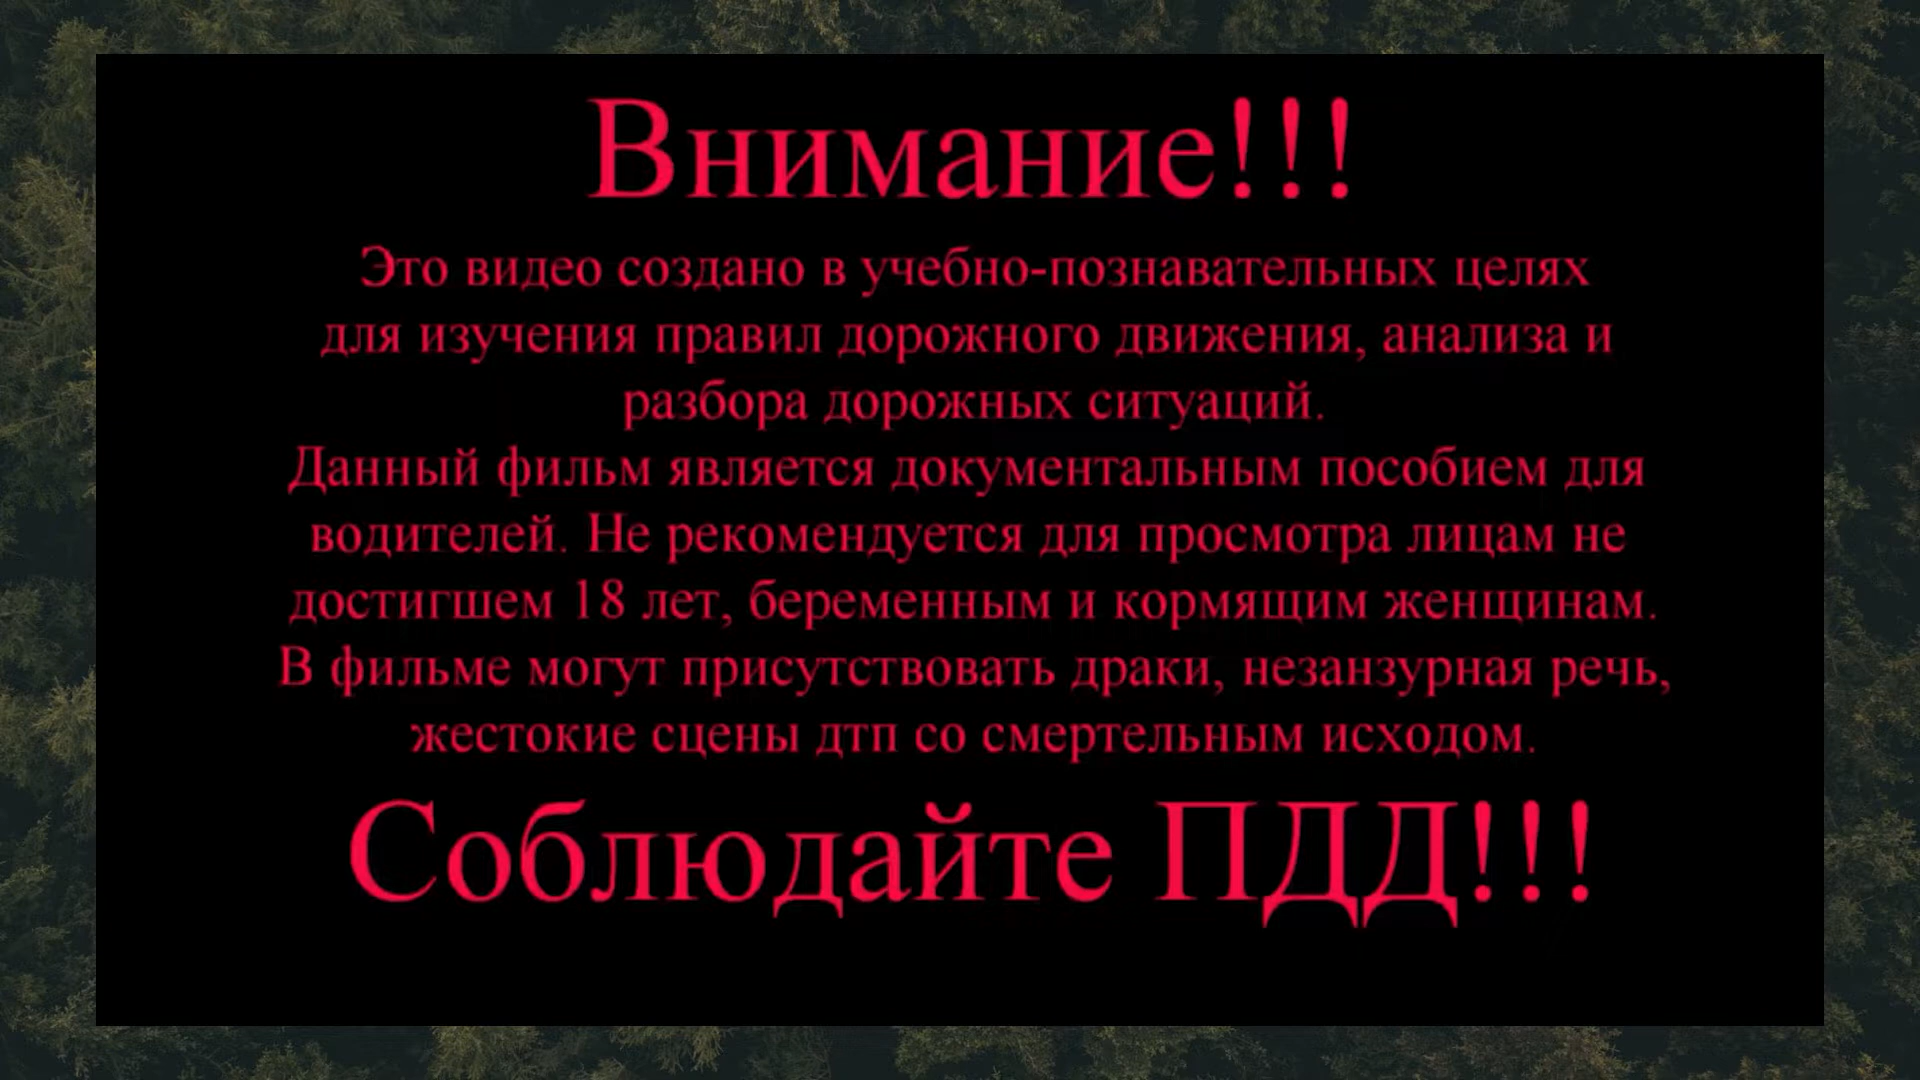 Внимание!!!
Это видео создано в учебно-познавательных целях
для изучения правил дорожного движения, анализа и
разбора дорожных ситуаций.
Данный фильм является документальным пособием для
водителей. Не рекомендуется для просмотра лицам не
достигшем 18 лет, беременным и кормящим женщинам.
В фильме могут присутствовать драки, незанзурная речь,
жестокие сцены дтп со смертельным исходом.
Соблюдайте ПДД!!!